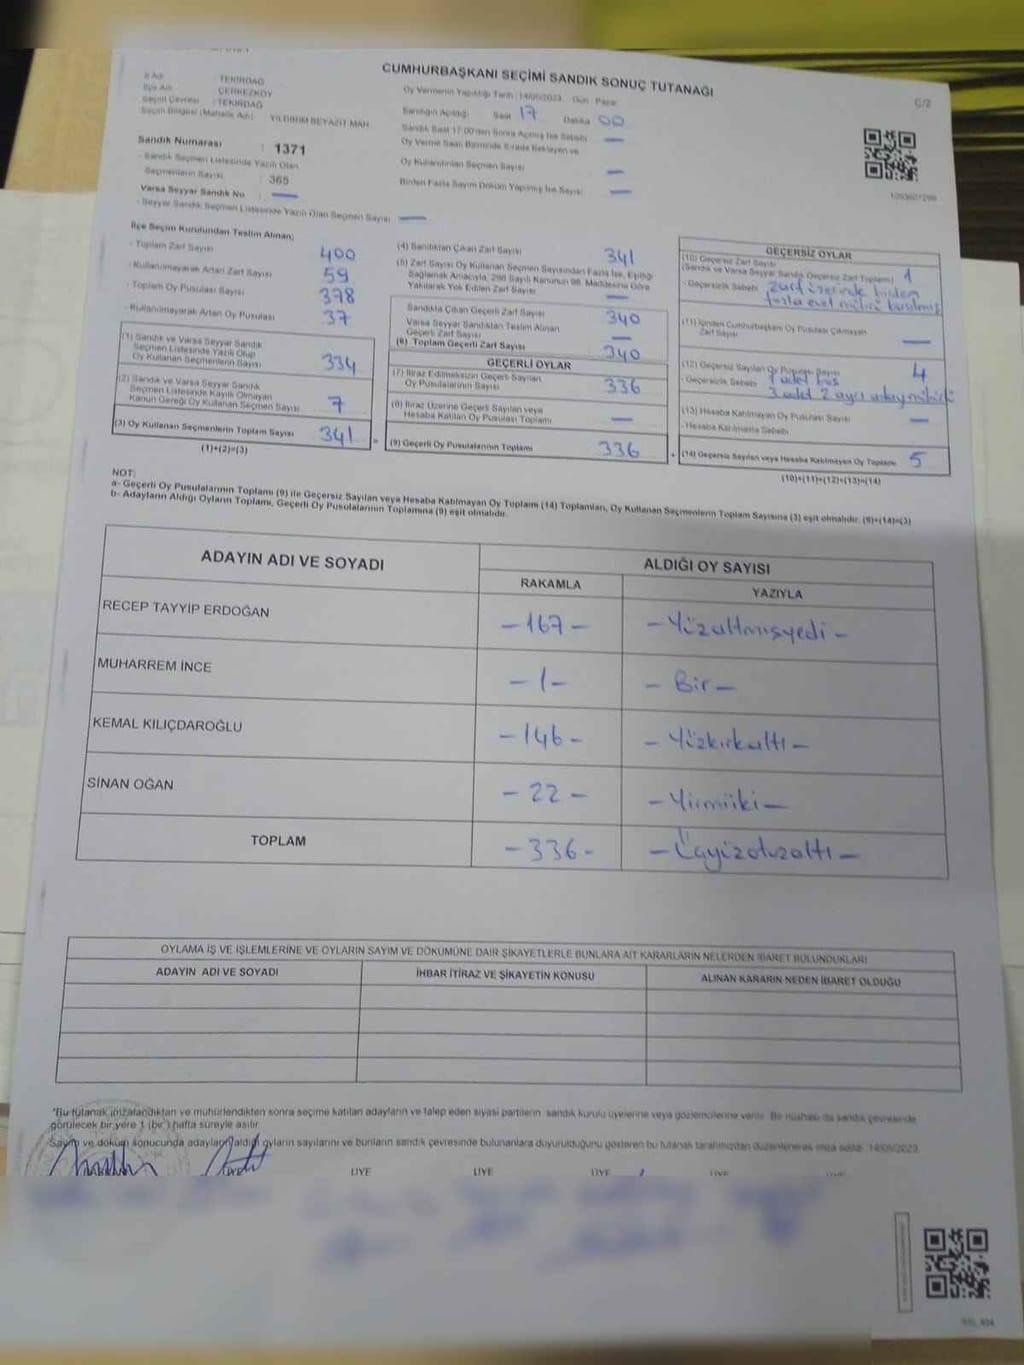 CUMHURBAŞKANI SEÇİMİ SANDIK SONUÇ TUTANAĞI
C/2
İl Adı : TEKİRDAĞ
İlçe Adı : ÇERKEZKÖY
Seçim Çevresi : TEKİRDAĞ
Seçim Bölgesi (Mahalle Adı) : YILDIRIM BEYAZIT MAH
Sandık Numarası : 1371
- Sandık Seçmen Listesinde Yazılı Olan
Seçmenlerin Sayısı : 365
Varsa Seyyar Sandık No : —
- Seyyar Sandık Seçmen Listesinde Yazılı Olan Seçmen Sayısı : —
Oy Vermenin Yapıldığı Tarih : 14/05/2023 Gün : Pazar
Sandığın Açıldığı Saat 17 Dakika 00
Sandık Saat 17:00'den Sonra Açılmış İse Sebebi —
Oy Verme Saati Bitiminde Sırada Bekleyen ve
Oy Kullandırılan Seçmen Sayısı —
Birden Fazla Sayım Döküm Yapılmış İse Sayısı —
İlçe Seçim Kurulundan Teslim Alınan;
- Toplam Zarf Sayısı 400
- Kullanılmayarak Artan Zarf Sayısı 59
- Toplam Oy Pusulası Sayısı 378
- Kullanılmayarak Artan Oy Pusulası 37
(1) Sandık ve Varsa Seyyar Sandık
Seçmen Listesinde Yazılı Olup
Oy Kullanan Seçmenlerin Sayısı 334
(2) Sandık ve Varsa Seyyar Sandık
Seçmen Listesinde Kayıtlı Olmayan
Kanun Gereği Oy Kullanan Seçmen Sayısı 7
(3) Oy Kullanan Seçmenlerin Toplam Sayısı 341
(1)+(2)=(3)
(4) Sandıktan Çıkan Zarf Sayısı 341
(5) Zarf Sayısı Oy Kullanan Seçmen Sayısından Fazla İse, Eşitliği
Sağlamak Amacıyla, 298 Sayılı Kanunun 98. Maddesine Göre
Yakılarak Yok Edilen Zarf Sayısı —
Sandıkta Çıkan Geçerli Zarf Sayısı 340
Varsa Seyyar Sandıktan Teslim Alınan
Geçerli Zarf Sayısı —
(6) Toplam Geçerli Zarf Sayısı 340
GEÇERLİ OYLAR
(7) İtiraz Edilmeksizin Geçerli Sayılan
Oy Pusulalarının Sayısı 336
(8) İtiraz Üzerine Geçerli Sayılan veya
Hesaba Katılan Oy Pusulası Toplamı —
(9) Geçerli Oy Pusulalarının Toplamı 336
GEÇERSİZ OYLAR
(10) Geçersiz Zarf Sayısı
(Sandık ve Varsa Seyyar Sandık Geçersiz Zarf Toplamı) 1
- Geçersizlik Sebebi : Zarf üzerinde birden
fazla evet mührü basılmış
(11) İçinden Cumhurbaşkanı Oy Pusulası Çıkmayan
Zarf Sayısı —
(12) Geçersiz Sayılan Oy Pusulası Sayısı 4
- Geçersizlik Sebebi : 1 adet boş
3 adet 2 ayrı aday
(13) Hesaba Katılmayan Oy Pusulası Sayısı —
- Hesaba Katılmama Sebebi
(14) Geçersiz Sayılan veya Hesaba Katılmayan Oy Toplamı 5
(10)+(11)+(12)+(13)=(14)
NOT:
a- Geçerli Oy Pusulalarının Toplamı (9) ile Geçersiz Sayılan veya Hesaba Katılmayan Oy Toplamı (14) Toplamları, Oy Kullanan Seçmenlerin Toplam Sayısına (3) eşit olmalıdır. (9)+(14)=(3)
b- Adayların Aldığı Oyların Toplamı, Geçerli Oy Pusulalarının Toplamına (9) eşit olmalıdır.
ADAYIN ADI VE SOYADI
ALDIĞI OY SAYISI
RAKAMLA YAZIYLA
RECEP TAYYİP ERDOĞAN -167- -Yüzaltmışyedi-
MUHARREM İNCE -1- -Bir-
KEMAL KILIÇDAROĞLU -146- -Yüzkırkaltı-
SİNAN OĞAN -22- -Yirmiiki-
TOPLAM -336- -Üçyüzotuzaltı-
OYLAMA İŞ VE İŞLEMLERİNE VE OYLARIN SAYIM VE DÖKÜMÜNE DAİR ŞİKAYETLERLE BUNLARA AİT KARARLARIN NELERDEN İBARET BULUNDUKLARI
ADAYIN ADI VE SOYADI
İHBAR İTİRAZ VE ŞİKAYETİN KONUSU
ALINAN KARARIN NEDEN İBARET OLDUĞU
*Bu tutanak imzalandıktan ve mühürlendikten sonra seçime katılan adayların ve talep eden siyasi partilerin sandık kurulu üyelerine veya gözlemcilerine verilir. Bir nüshası da sandık çevresinde
görülecek bir yere 1 (bir) hafta süreyle asılır.
Sayım ve döküm sonucunda adayların aldığı oyların sayılarını ve bunların sandık çevresinde bulunanlara duyurulduğunu gösteren bu tutanak tarafımızdan düzenlenerek imza edildi. 14/05/2023
BAŞKAN ÜYE ÜYE ÜYE ÜYE ÜYE